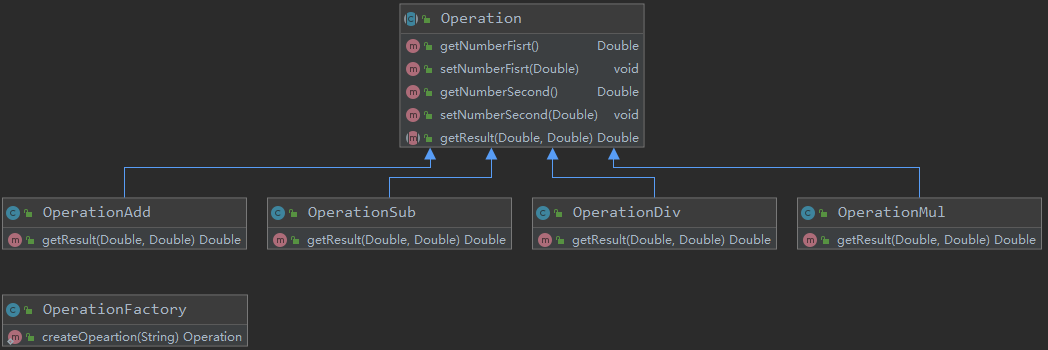 Operation
getNumberFisrt() Double
setNumberFisrt(Double) void
getNumberSecond() Double
setNumberSecond(Double) void
getResult(Double, Double) Double
OperationAdd
getResult(Double, Double) Double
OperationSub
getResult(Double, Double) Double
OperationDiv
getResult(Double, Double) Double
OperationMul
getResult(Double, Double) Double
OperationFactory
createOpeartion(String) Operation